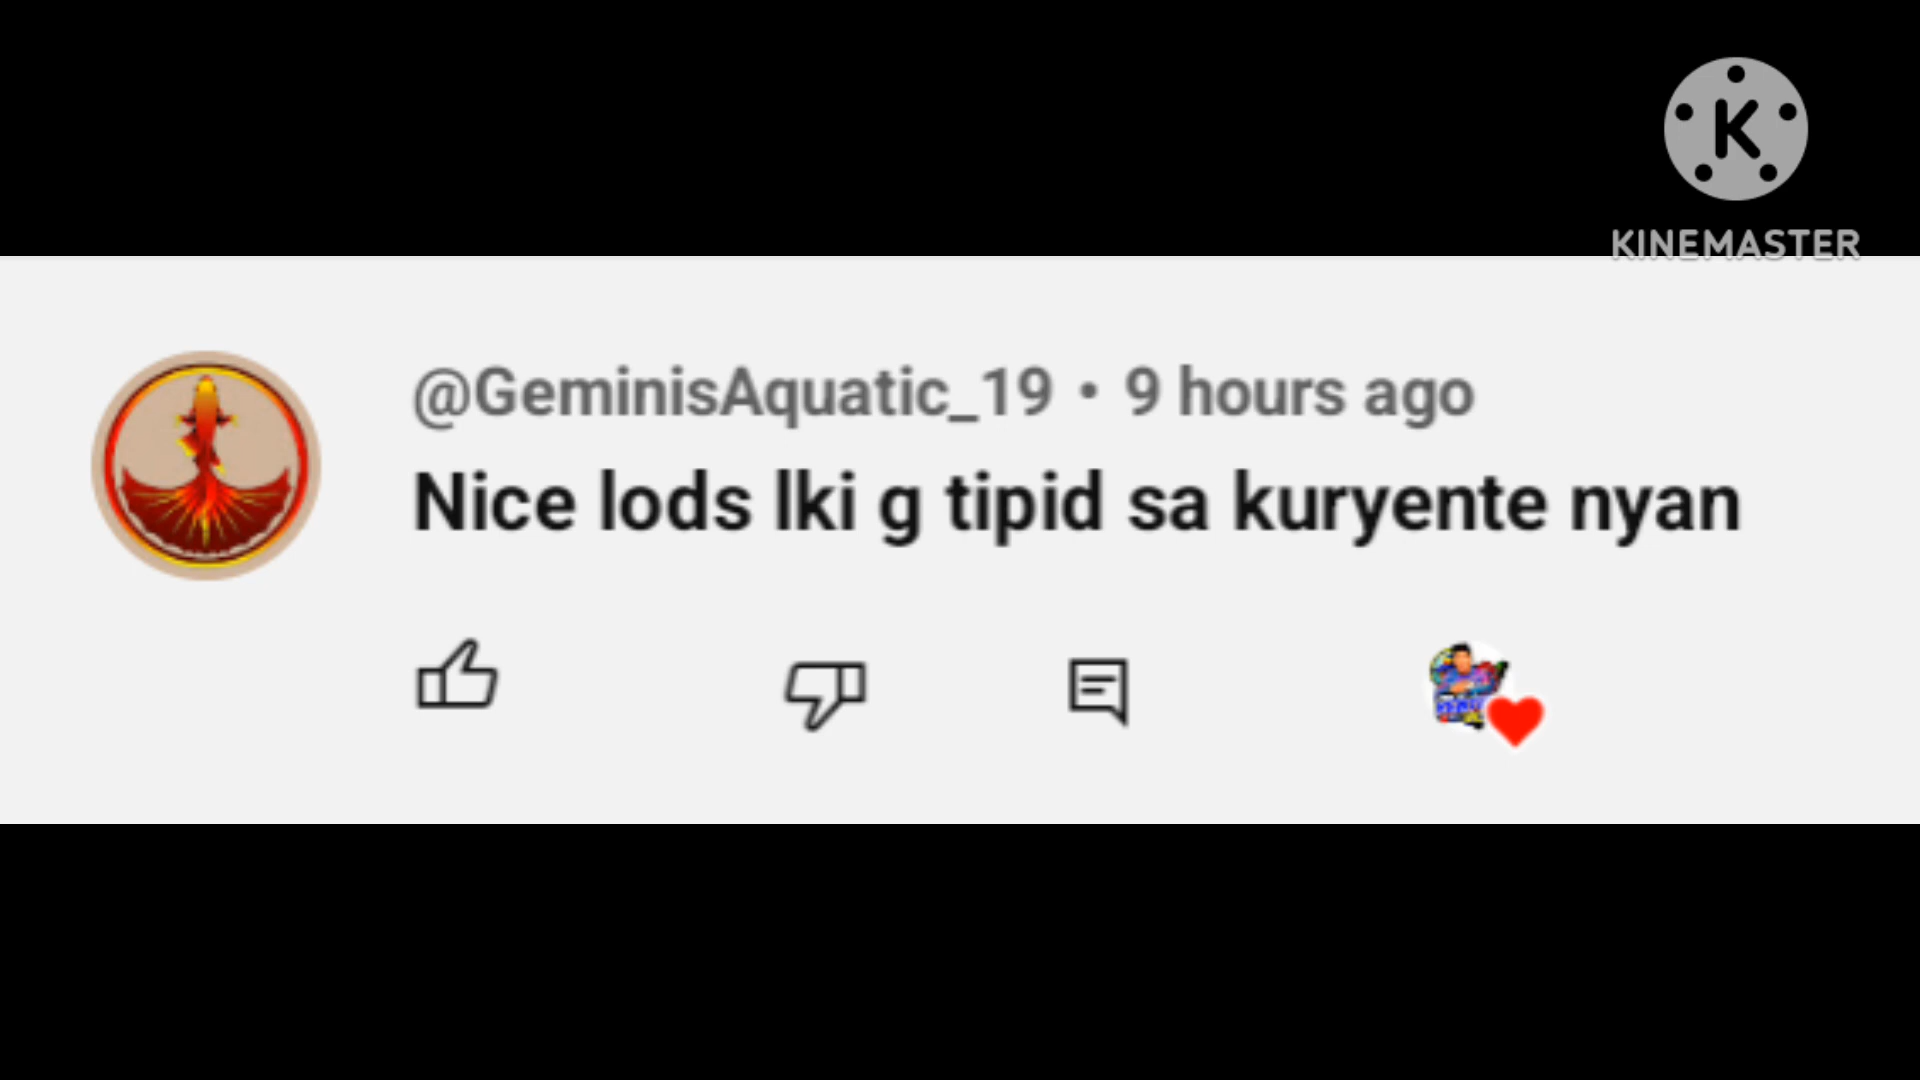 K
KINEMASTER
@GeminisAquatic_19 • 9 hours ago
Nice lods lki g tipid sa kuryente nyan